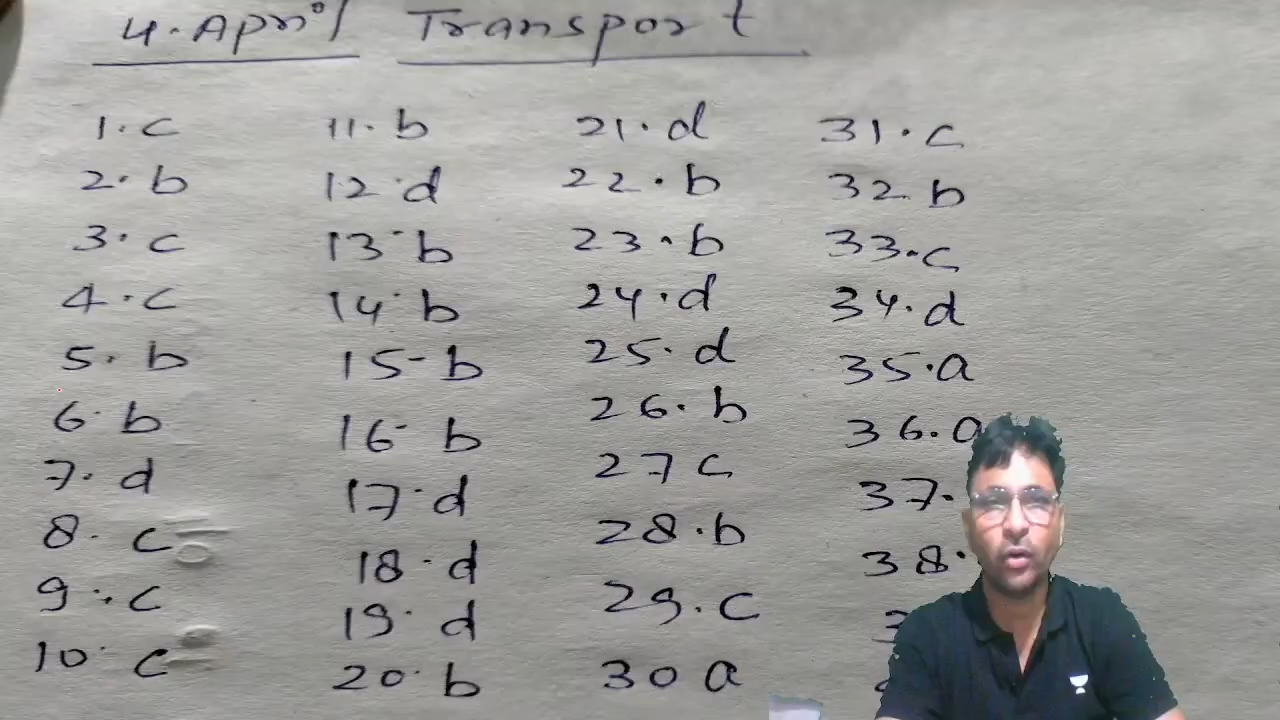 4. April Transport
1. c
2. b
3. c
4. c
5. b
6. b
7. d
8. c
9. c
10. c
11. b
12. d
13. b
14. b
15- b
16- b
17. d
18. d
19. d
20. b
21. d
22. b
23. b
24. d
25. d
26. b
27 c
28. b
29. c
30 a
31. c
32. b
33. c
34. d
35. a
36. a
37.
38.